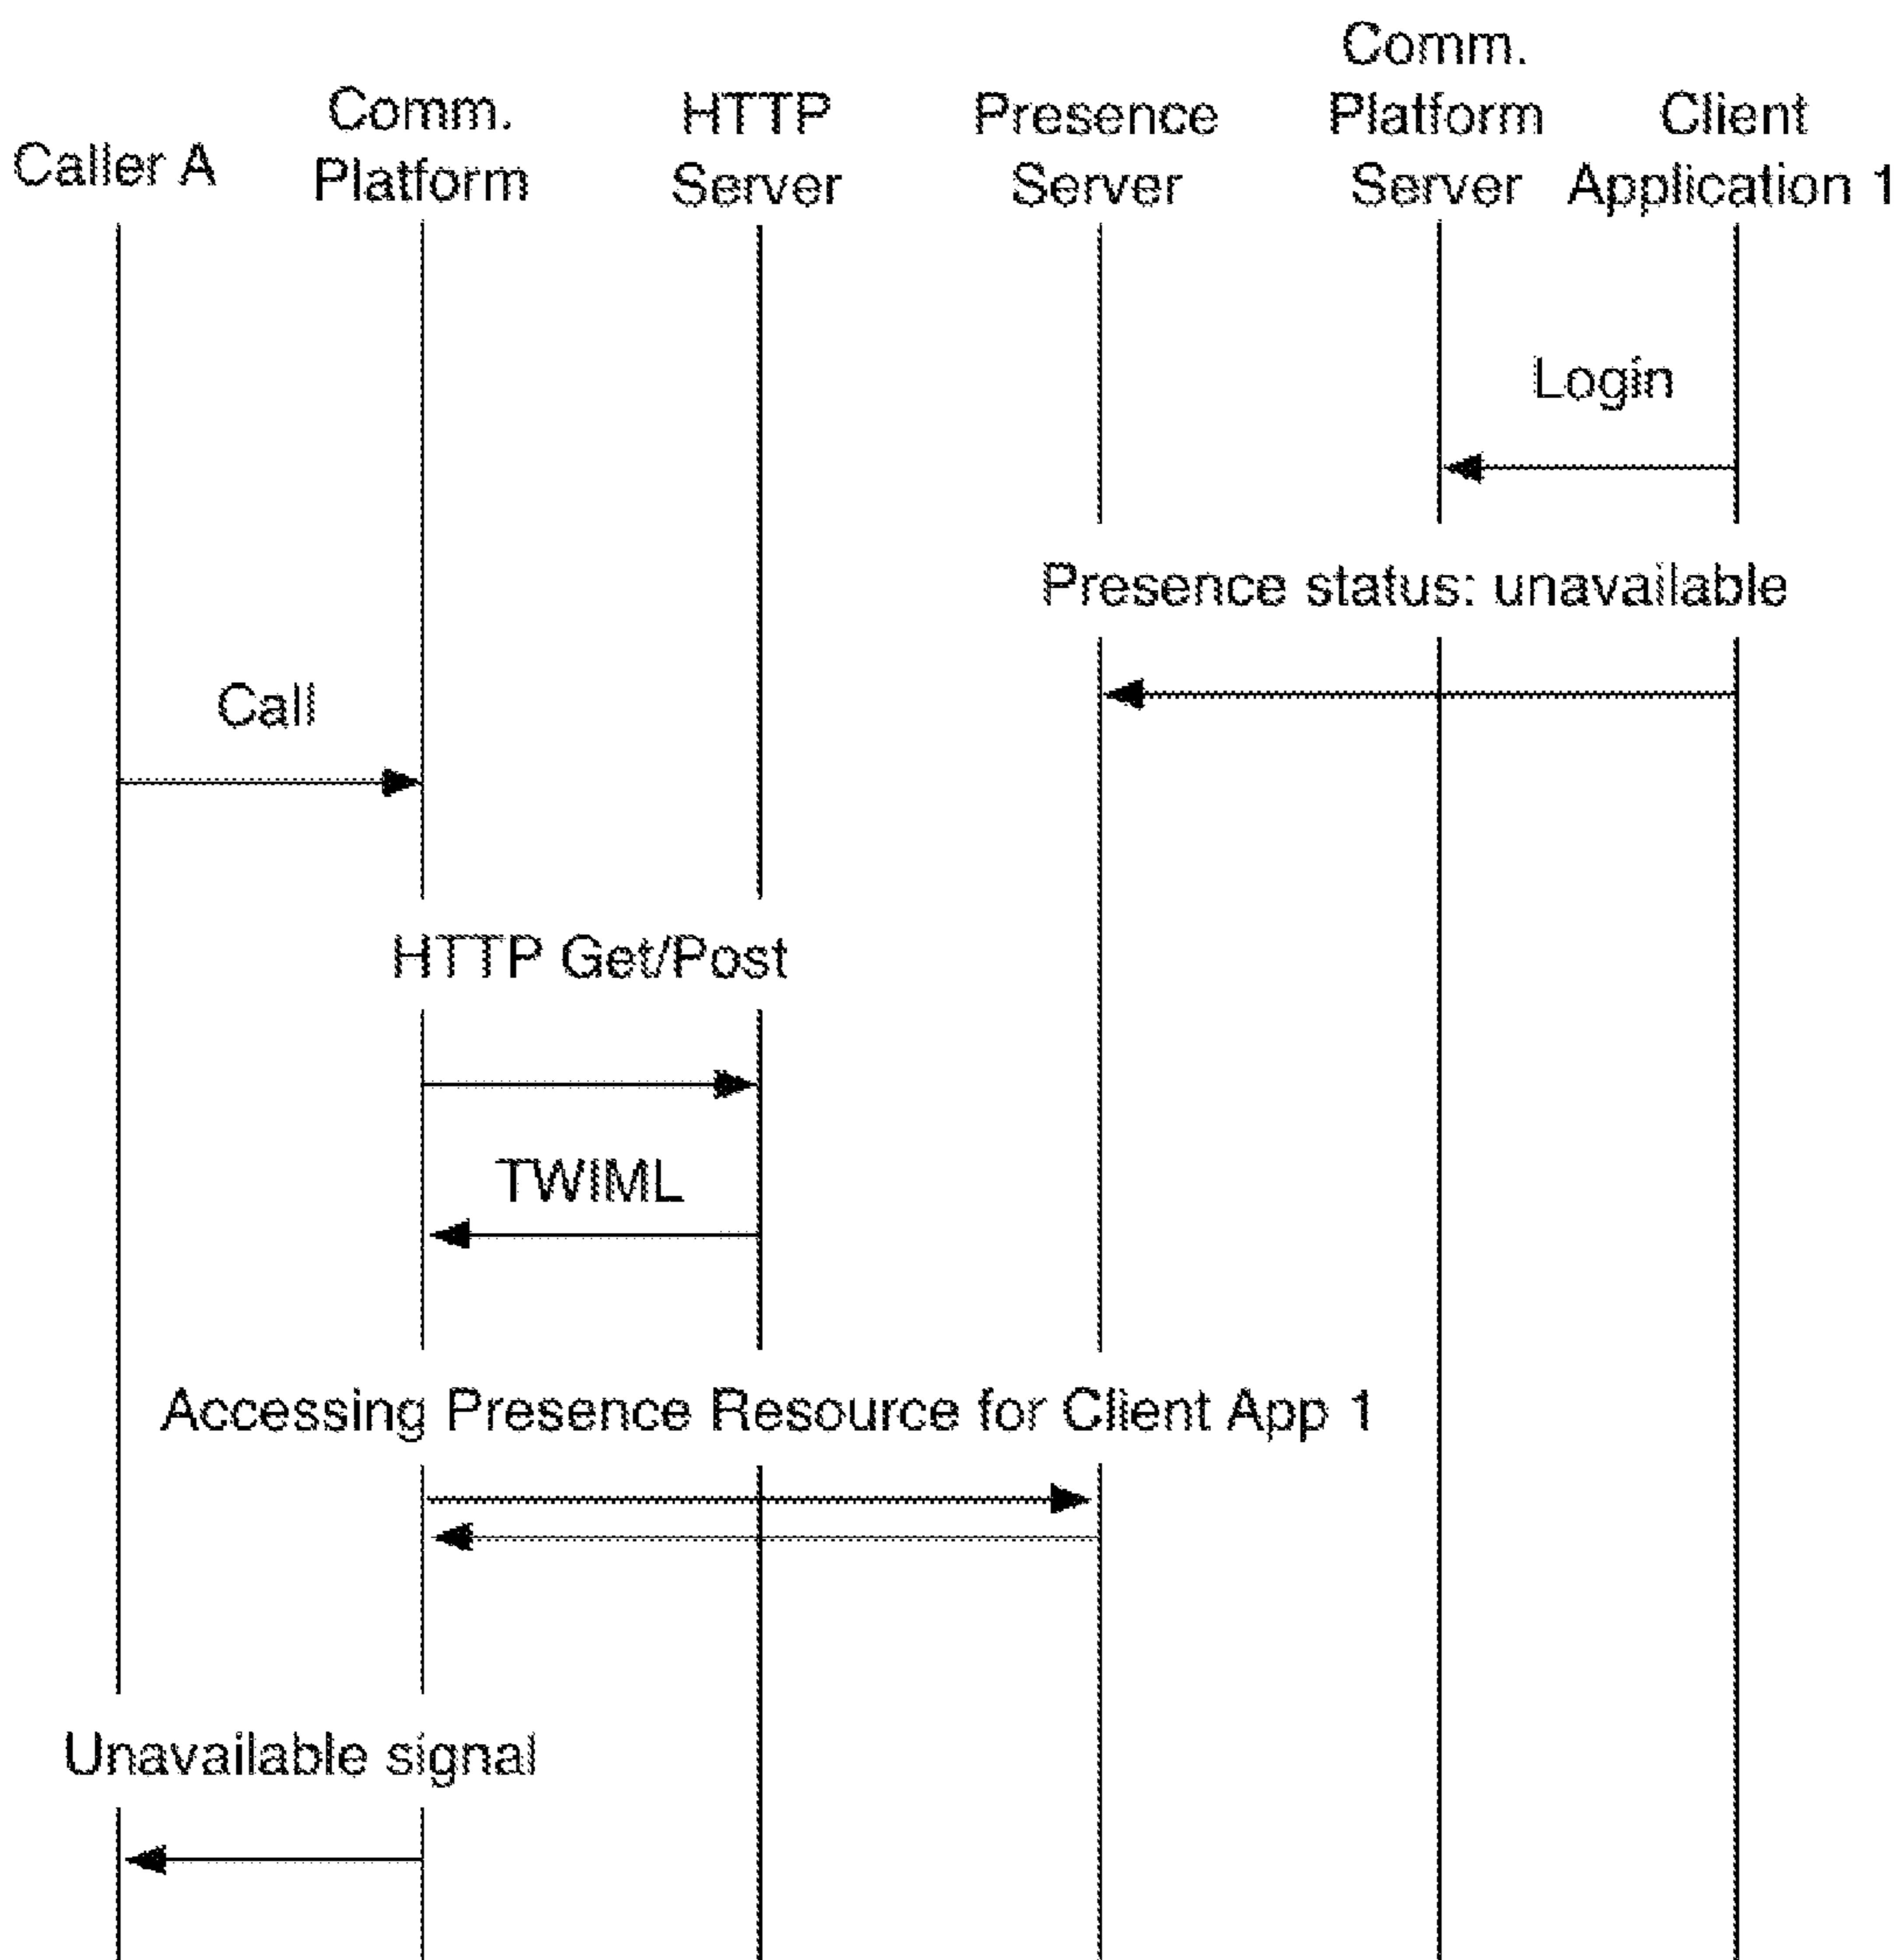 Caller A
Comm.
Platform
HTTP
Server
Presence
Server
Comm.
Platform
Server
Client
Application 1
Login
Presence status: unavailable
Call
HTTP Get/Post
TWIML
Accessing Presence Resource for Client App 1
Unavailable signal